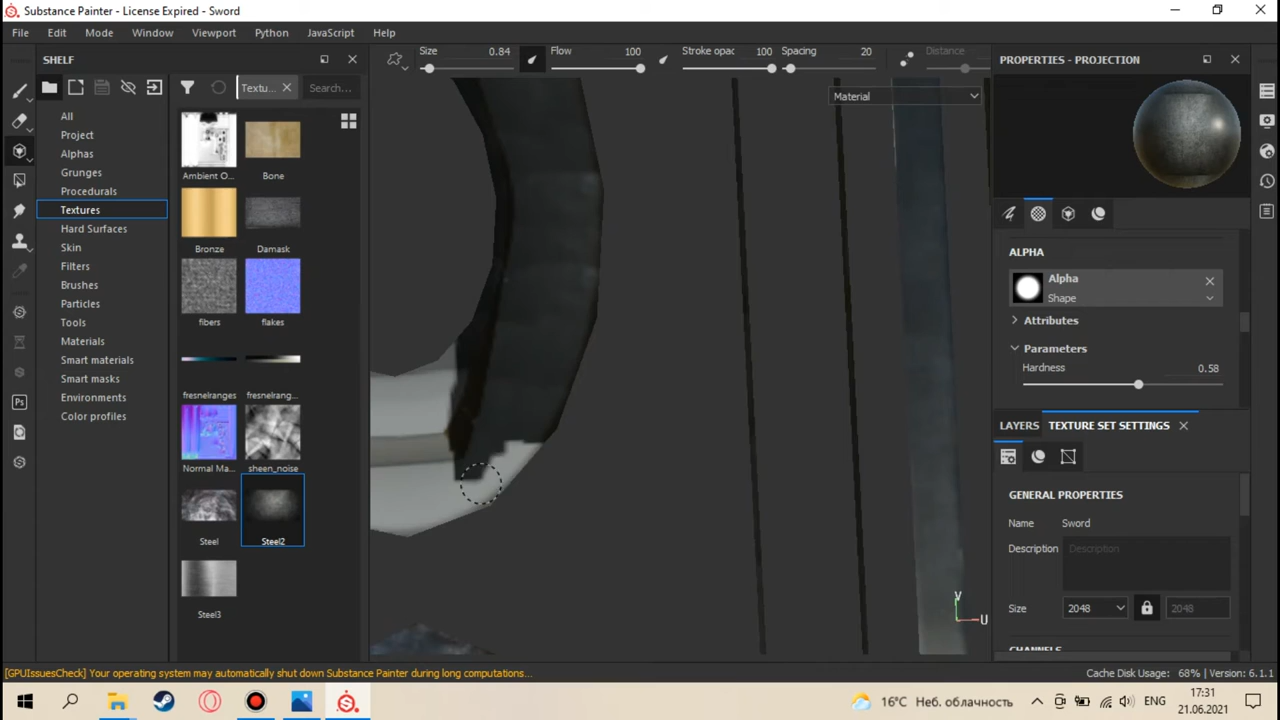 Substance Painter - License Expired - Sword
File Edit Mode Window Viewport Python JavaScript Help
SHELF
Size 0.84 Flow 100 Stroke opac 100 Spacing 20 Distance
PROPERTIES - PROJECTION
Textu...
Search...
Material
All
Project
Alphas
Grunges
Procedurals
Textures
Hard Surfaces
Skin
Filters
Brushes
Particles
Tools
Materials
Smart materials
Smart masks
Environments
Color profiles
Ambient O... Bone
Bronze Damask
fibers flakes
fresnelranges fresnelrang...
Normal Ma... sheen_noise
Steel Steel2
Steel3
V
U
ALPHA
Alpha
Shape
Attributes
Parameters
Hardness 0.58
LAYERS TEXTURE SET SETTINGS
GENERAL PROPERTIES
Name Sword
Description Description
Size 2048 2048
CHANNELS
[GPUIssuesCheck] Your operating system may automatically shut down Substance Painter during long computations...
Cache Disk Usage: 68% | Version: 6.1.1
Ps
16°C Неб. облачность
ENG
17:31
21.06.2021